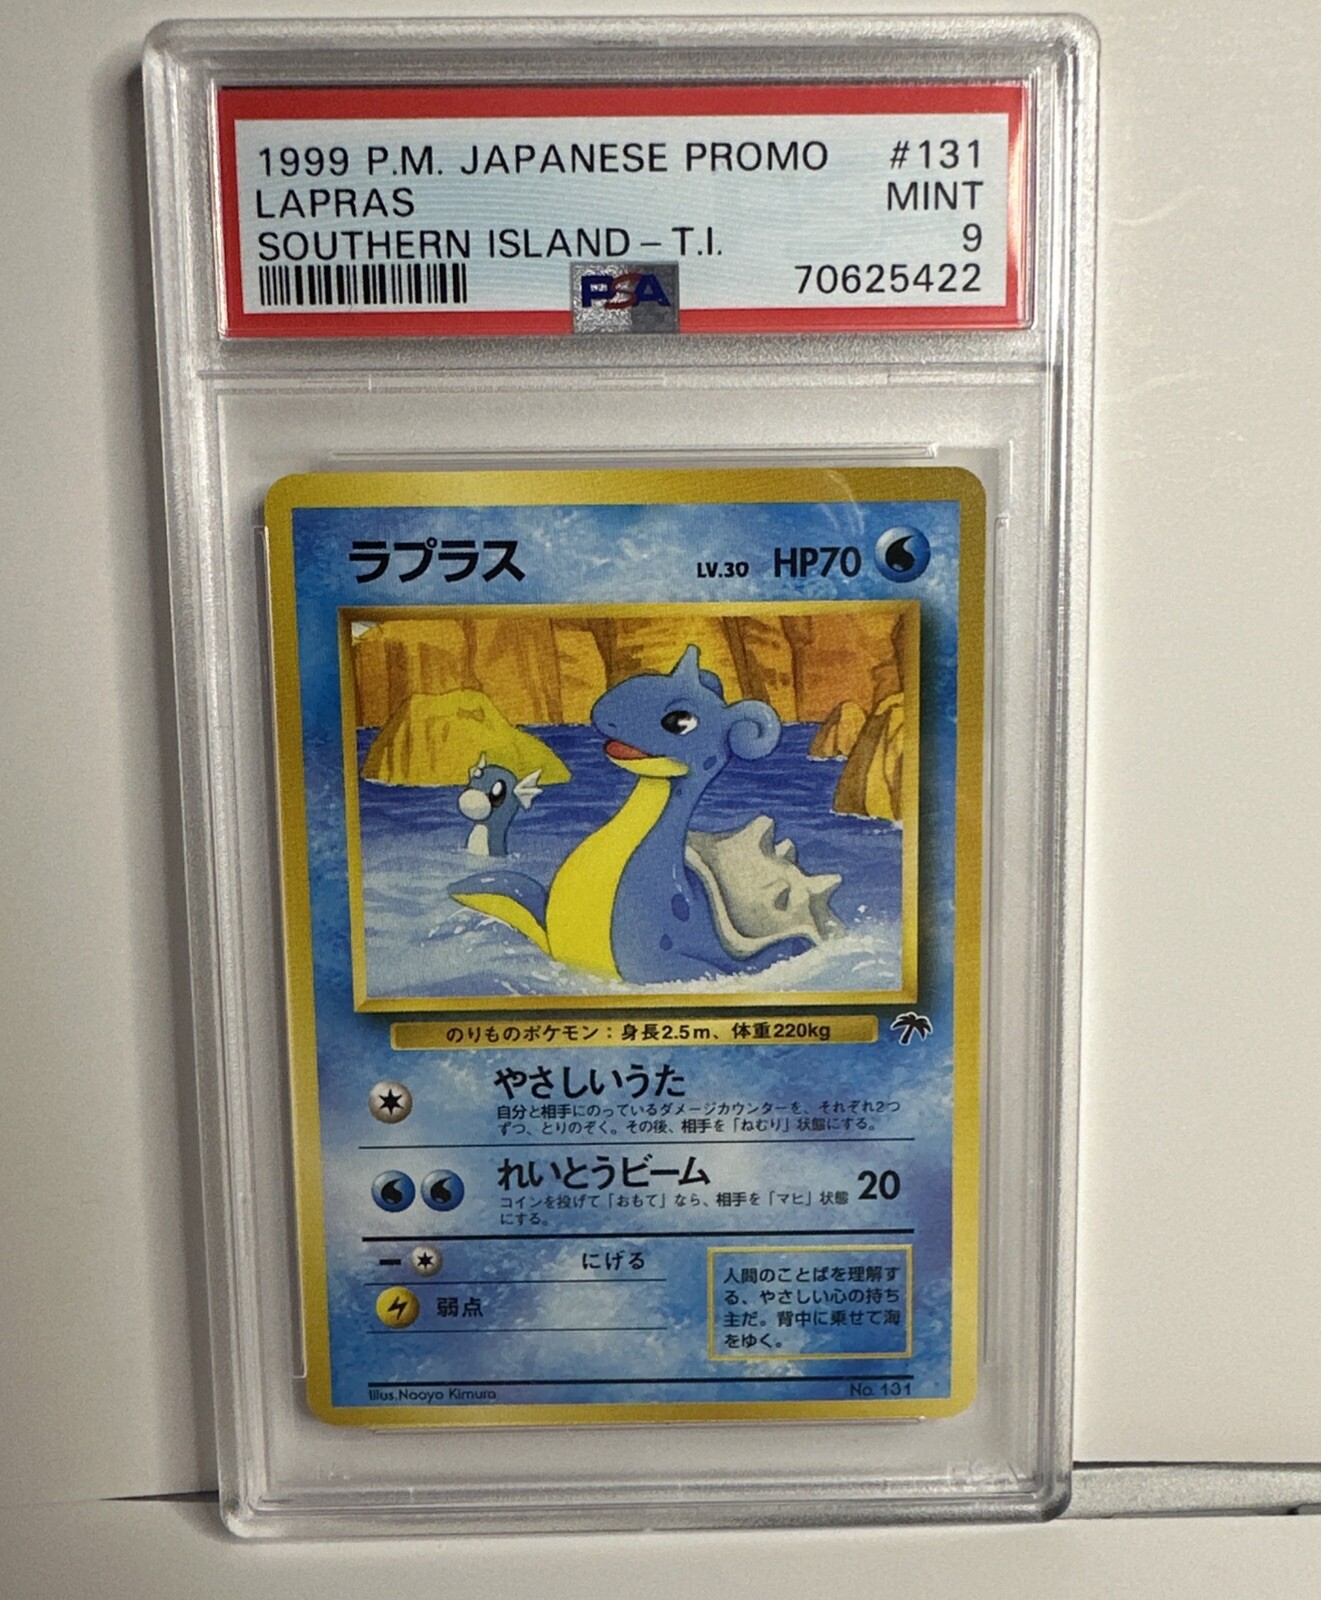 1999 P.M. JAPANESE PROMO #131
LAPRAS MINT
SOUTHERN ISLAND – T.I. 9
70625422
PSA
ラプラス LV.30 HP70
のりものポケモン：身長2.5m、体重220kg
やさしいうた
自分と相手にのっているダメージカウンターを、それぞれ2つ
ずつ、とりのぞく。その後、相手を「ねむり」状態にする。
れいとうビーム 20
コインを投げて「おもて」なら、相手を「マヒ」状態
にする。
にげる
弱点
人間のことばを理解す
る、やさしい心の持ち
主だ。背中に乗せて海
をゆく。
Illus.Naoyo Kimura No. 131